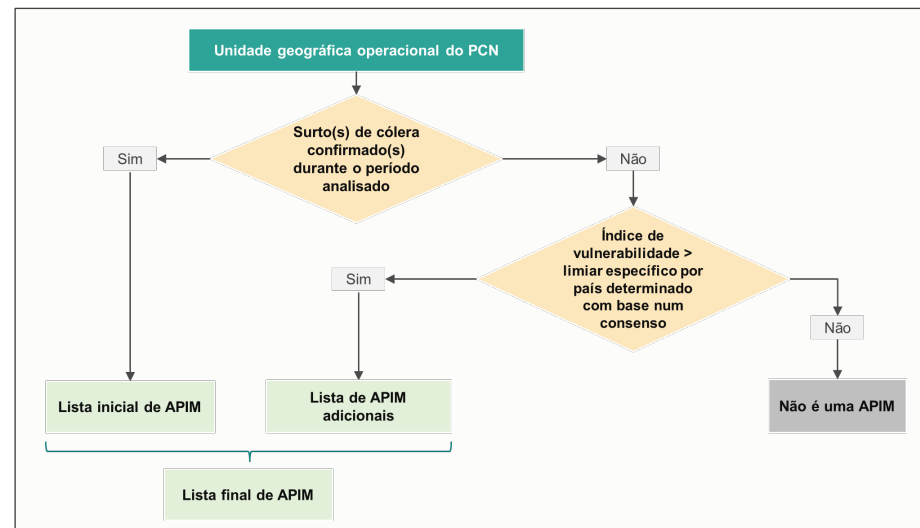 Unidade geográfica operacional do PCN
Surto(s) de cólera
confirmado(s)
durante o período
analisado
Sim
Não
Índice de
vulnerabilidade >
limiar específico por
país determinado
com base num
consenso
Sim
Não
Lista inicial de APIM
Lista de APIM
adicionais
Não é uma APIM
Lista final de APIM